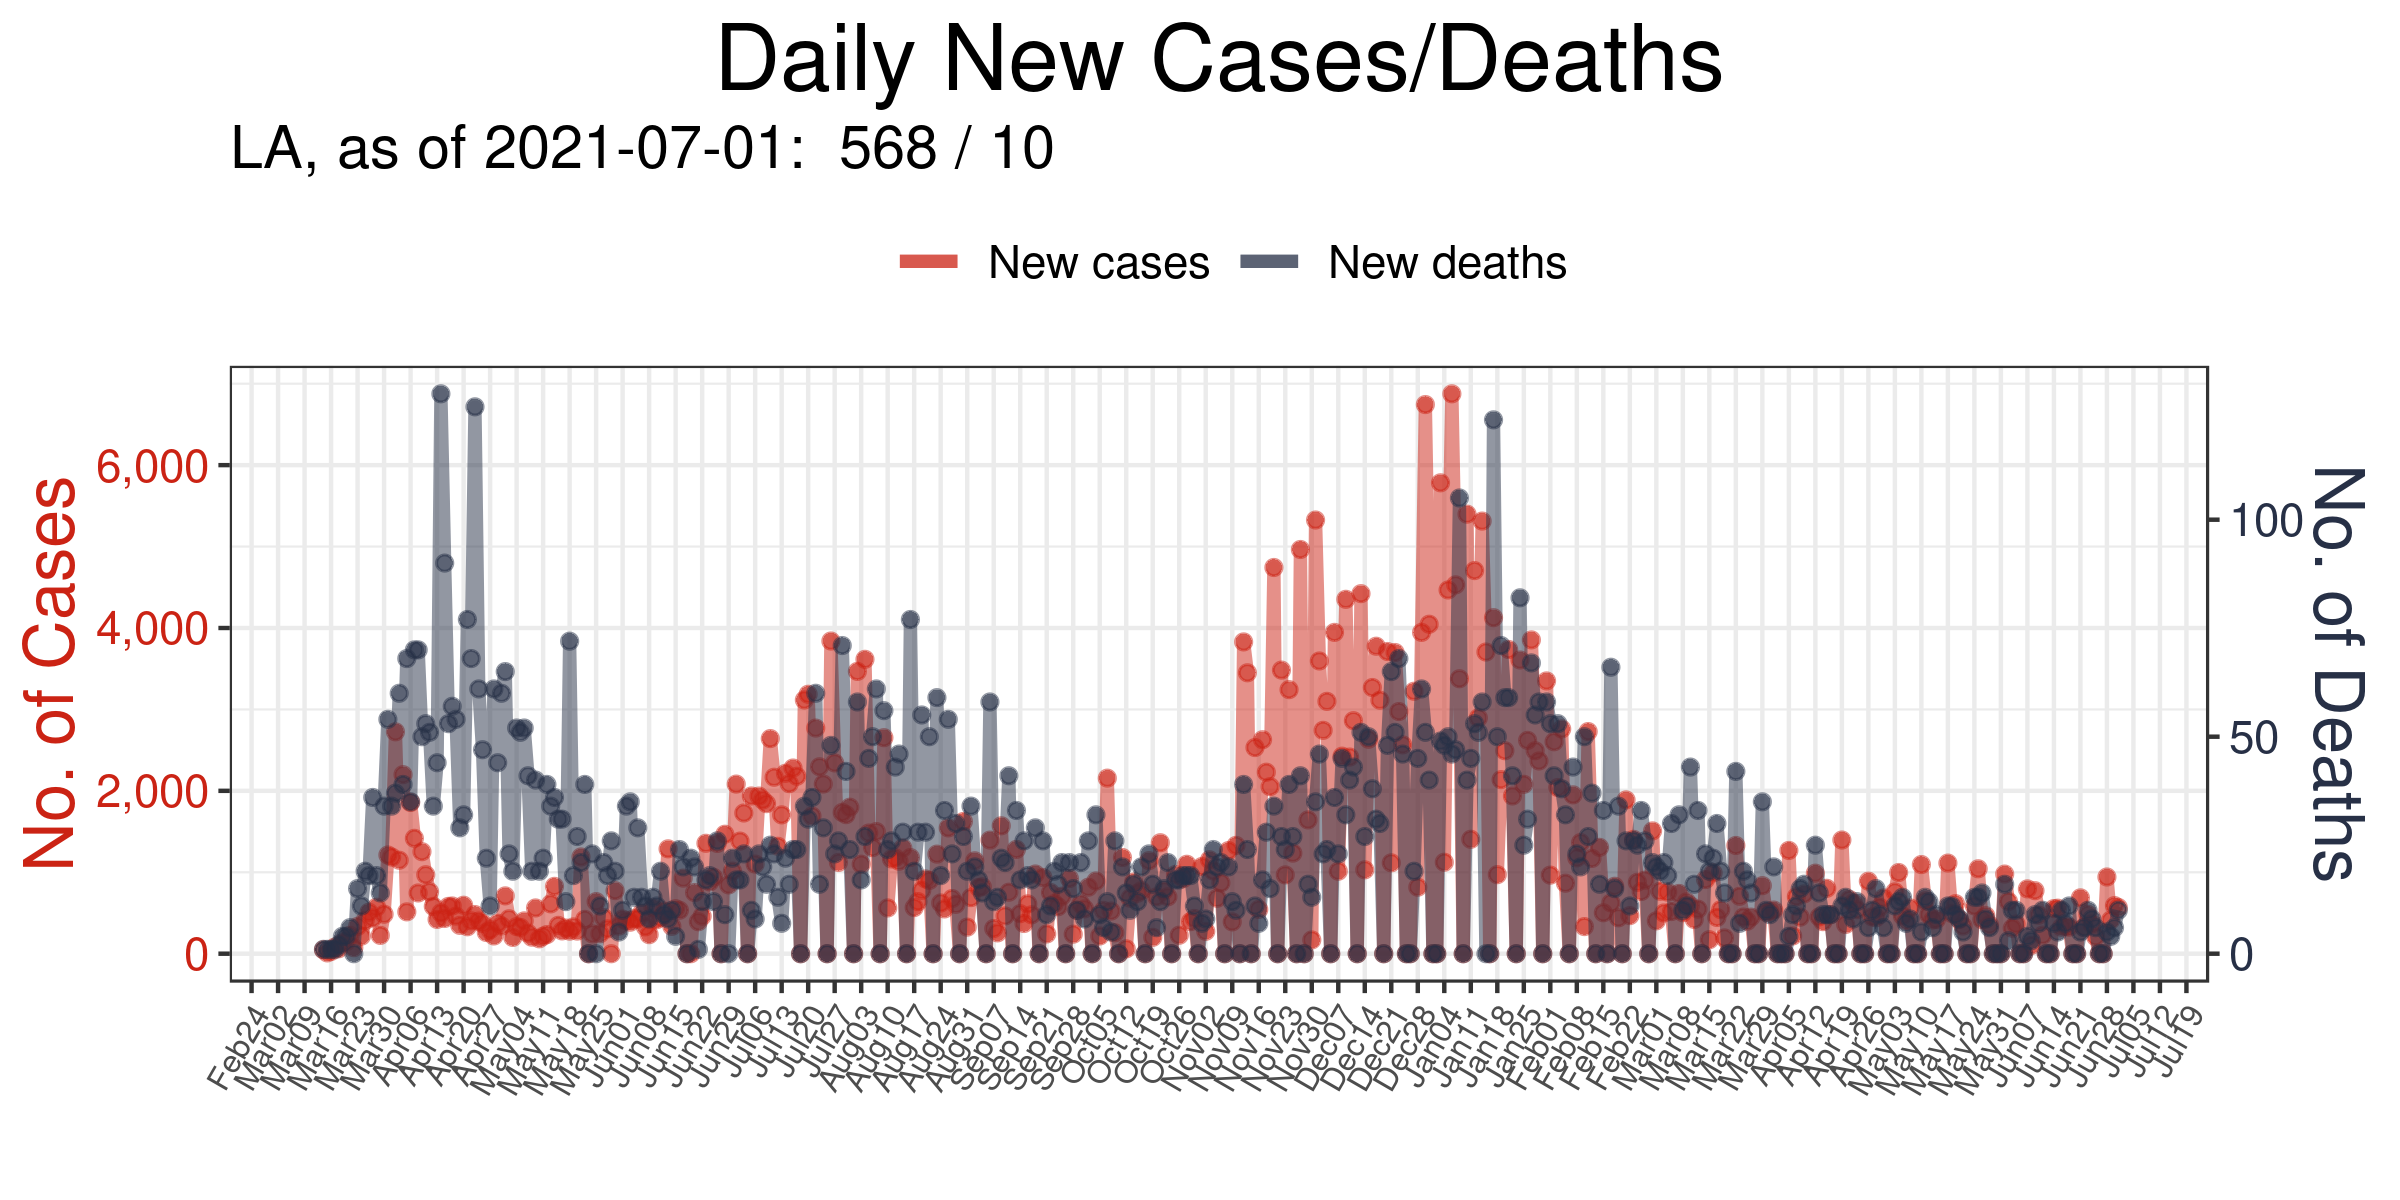 Daily New Cases/Deaths
LA, as of 2021-07-01:  568 / 10
New cases
New deaths
No. of Cases
6,000
4,000
2,000
0
100
50
0
No. of Deaths
Feb24
Mar02
Mar09
Mar16
Mar23
Mar30
Apr06
Apr13
Apr20
Apr27
May04
May11
May18
May25
Jun01
Jun08
Jun15
Jun22
Jun29
Jul06
Jul13
Jul20
Jul27
Aug03
Aug10
Aug17
Aug24
Aug31
Sep07
Sep14
Sep21
Sep28
Oct05
Oct12
Oct19
Oct26
Nov02
Nov09
Nov16
Nov23
Nov30
Dec07
Dec14
Dec21
Dec28
Jan04
Jan11
Jan18
Jan25
Feb01
Feb08
Feb15
Feb22
Mar01
Mar08
Mar15
Mar22
Mar29
Apr05
Apr12
Apr19
Apr26
May03
May10
May17
May24
May31
Jun07
Jun14
Jun21
Jun28
Jul05
Jul12
Jul19